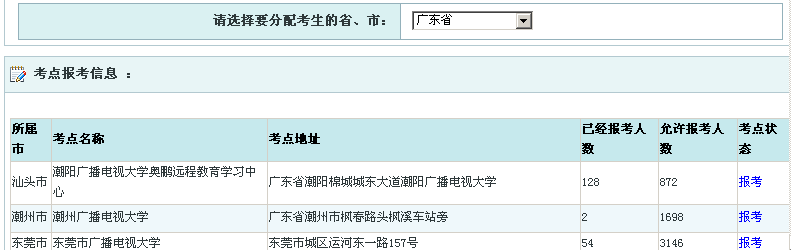 请选择要分配考生的省、市： 广东省
考点报考信息 ：
所属市 考点名称 考点地址 已经报考人数 允许报考人数 考点状态
汕头市 潮阳广播电视大学奥鹏远程教育学习中心 广东省潮阳棉城城东大道潮阳广播电视大学 128 872 报考
潮州市 潮州广播电视大学 广东省潮州市枫春路头枫溪车站旁 2 1698 报考
东莞市 东莞市广播电视大学 东莞市城区运河东一路157号 54 3146 报考